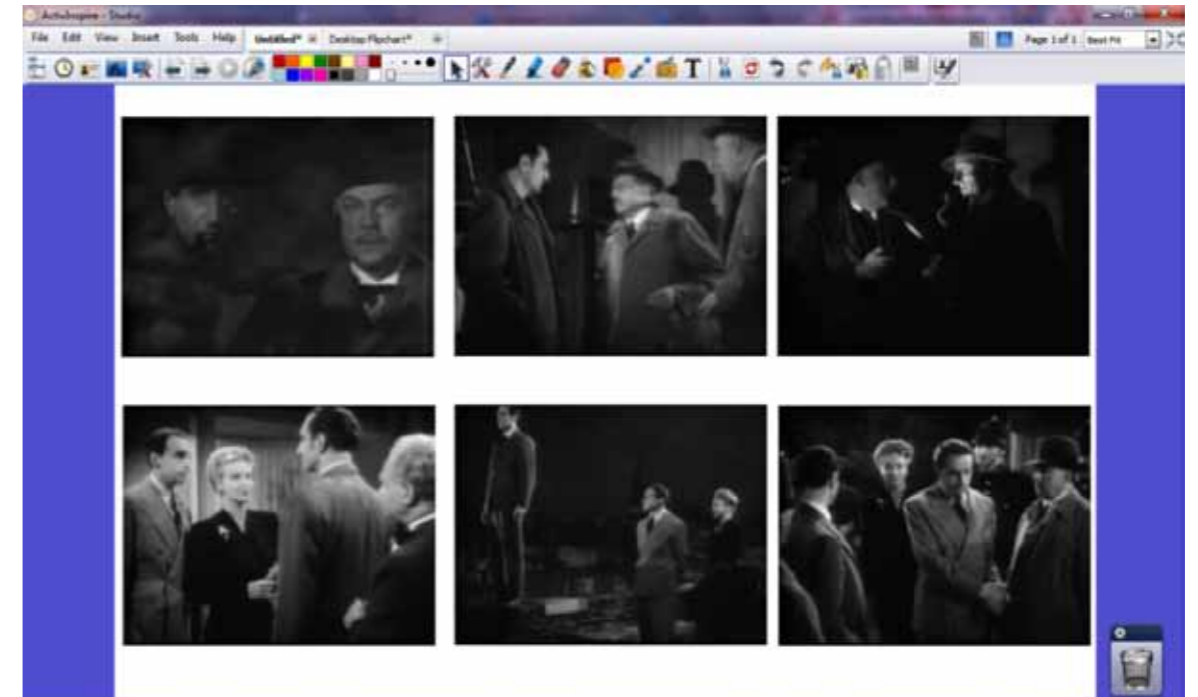 ActivInspire - Studio
File Edit View Insert Tools Help Untitled* Desktop Flipchart* Page 1 of 1 Best Fit
T